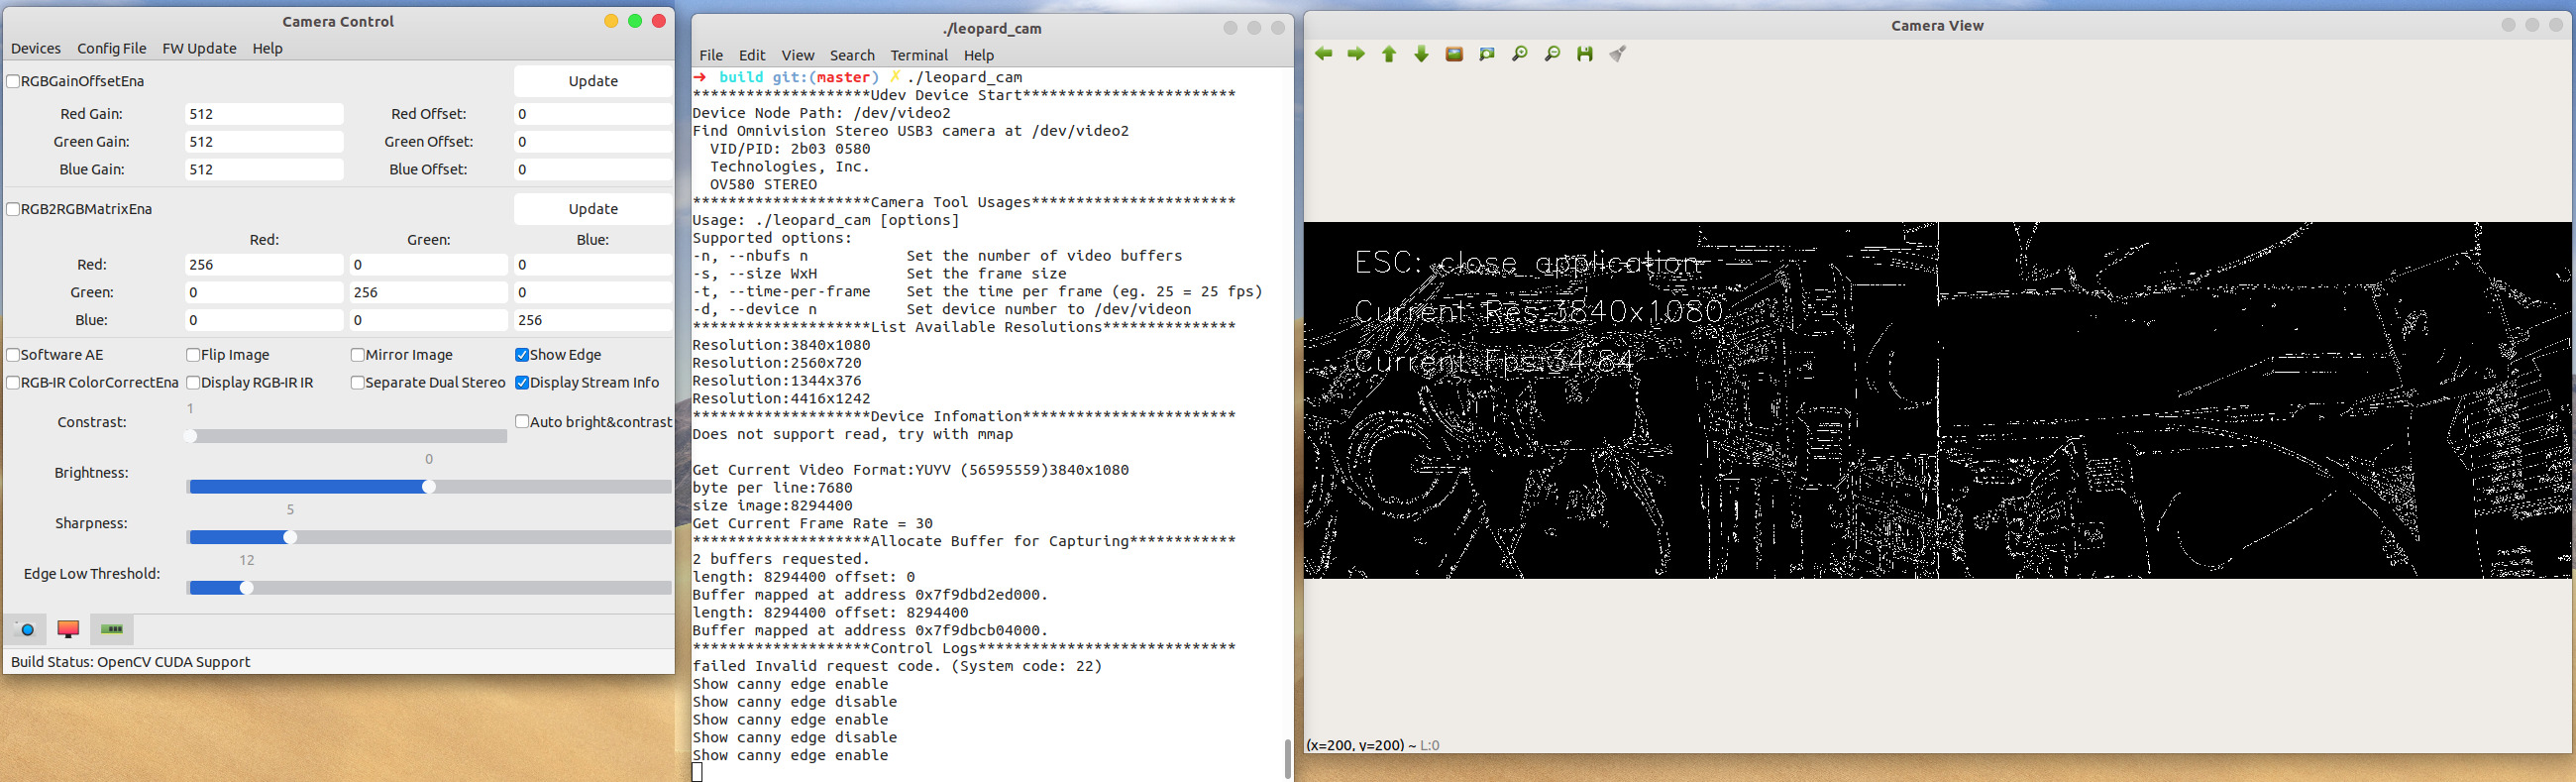 Camera Control
Devices Config File FW Update Help
RGBGainOffsetEna Update
Red Gain: 512 Red Offset: 0
Green Gain: 512 Green Offset: 0
Blue Gain: 512 Blue Offset: 0
RGB2RGBMatrixEna Update
Red: Green: Blue:
Red: 256 0 0
Green: 0 256 0
Blue: 0 0 256
Software AE Flip Image Mirror Image Show Edge
RGB-IR ColorCorrectEna Display RGB-IR IR Separate Dual Stereo Display Stream Info
1
Constrast: Auto bright&contrast
0
Brightness:
5
Sharpness:
12
Edge Low Threshold:
Build Status: OpenCV CUDA Support
./leopard_cam
File Edit View Search Terminal Help
➜ build git:(master) ✗ ./leopard_cam
********************Udev Device Start************************
Device Node Path: /dev/video2
Find Omnivision Stereo USB3 camera at /dev/video2
VID/PID: 2b03 0580
Technologies, Inc.
OV580 STEREO
********************Camera Tool Usages***********************
Usage: ./leopard_cam [options]
Supported options:
-n, --nbufs n Set the number of video buffers
-s, --size WxH Set the frame size
-t, --time-per-frame Set the time per frame (eg. 25 = 25 fps)
-d, --device n Set device number to /dev/videon
********************List Available Resolutions***************
Resolution:3840x1080
Resolution:2560x720
Resolution:1344x376
Resolution:4416x1242
********************Device Infomation************************
Does not support read, try with mmap
Get Current Video Format:YUYV (56595559)3840x1080
byte per line:7680
size image:8294400
Get Current Frame Rate = 30
********************Allocate Buffer for Capturing************
2 buffers requested.
length: 8294400 offset: 0
Buffer mapped at address 0x7f9dbd2ed000.
length: 8294400 offset: 8294400
Buffer mapped at address 0x7f9dbcb04000.
********************Control Logs*****************************
failed Invalid request code. (System code: 22)
Show canny edge enable
Show canny edge disable
Show canny edge enable
Show canny edge disable
Show canny edge enable
Camera View
ESC: close application
Current Res:3840x1080
Current Fps:34.84
(x=200, y=200) ~ L:0